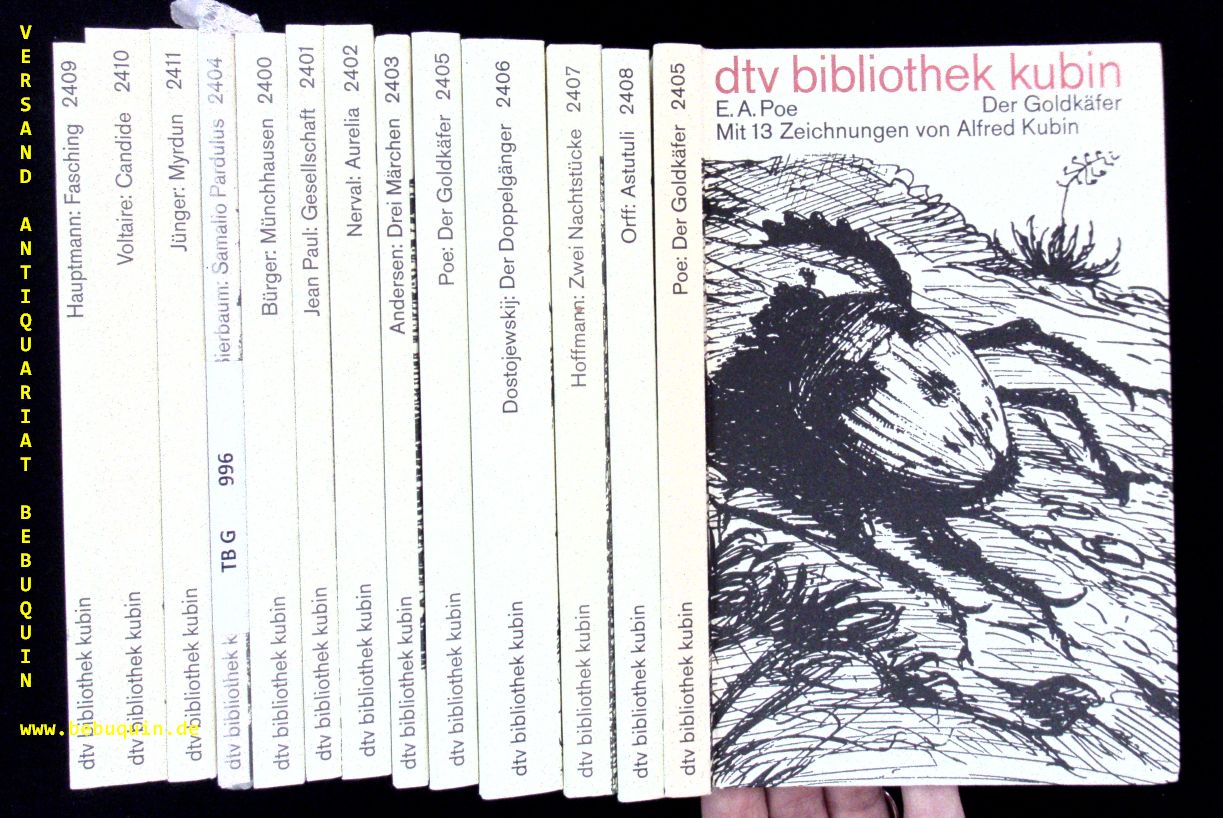 VERSAND ANTIQUARIAT BEBUQUIN
www.bebuquin.de
dtv bibliothek kubin Hauptmann: Fasching 2409
dtv bibliothek kubin Voltaire: Candide 2410
dtv bibliothek kubin Jünger: Myrdun 2411
dtv bibliothek k TB G 996 ierbaum: Samalio Pardulus 2404
dtv bibliothek kubin Bürger: Münchhausen 2400
dtv bibliothek kubin Jean Paul: Gesellschaft 2401
dtv bibliothek kubin Nerval: Aurelia 2402
dtv bibliothek kubin Andersen: Drei Märchen 2403
dtv bibliothek kubin Poe: Der Goldkäfer 2405
dtv bibliothek kubin Dostojewskij: Der Doppelgänger 2406
dtv bibliothek kubin Hoffmann: Zwei Nachtstücke 2407
dtv bibliothek kubin Orff: Astutuli 2408
dtv bibliothek kubin Poe: Der Goldkäfer 2405
dtv bibliothek kubin
E. A. Poe Der Goldkäfer
Mit 13 Zeichnungen von Alfred Kubin